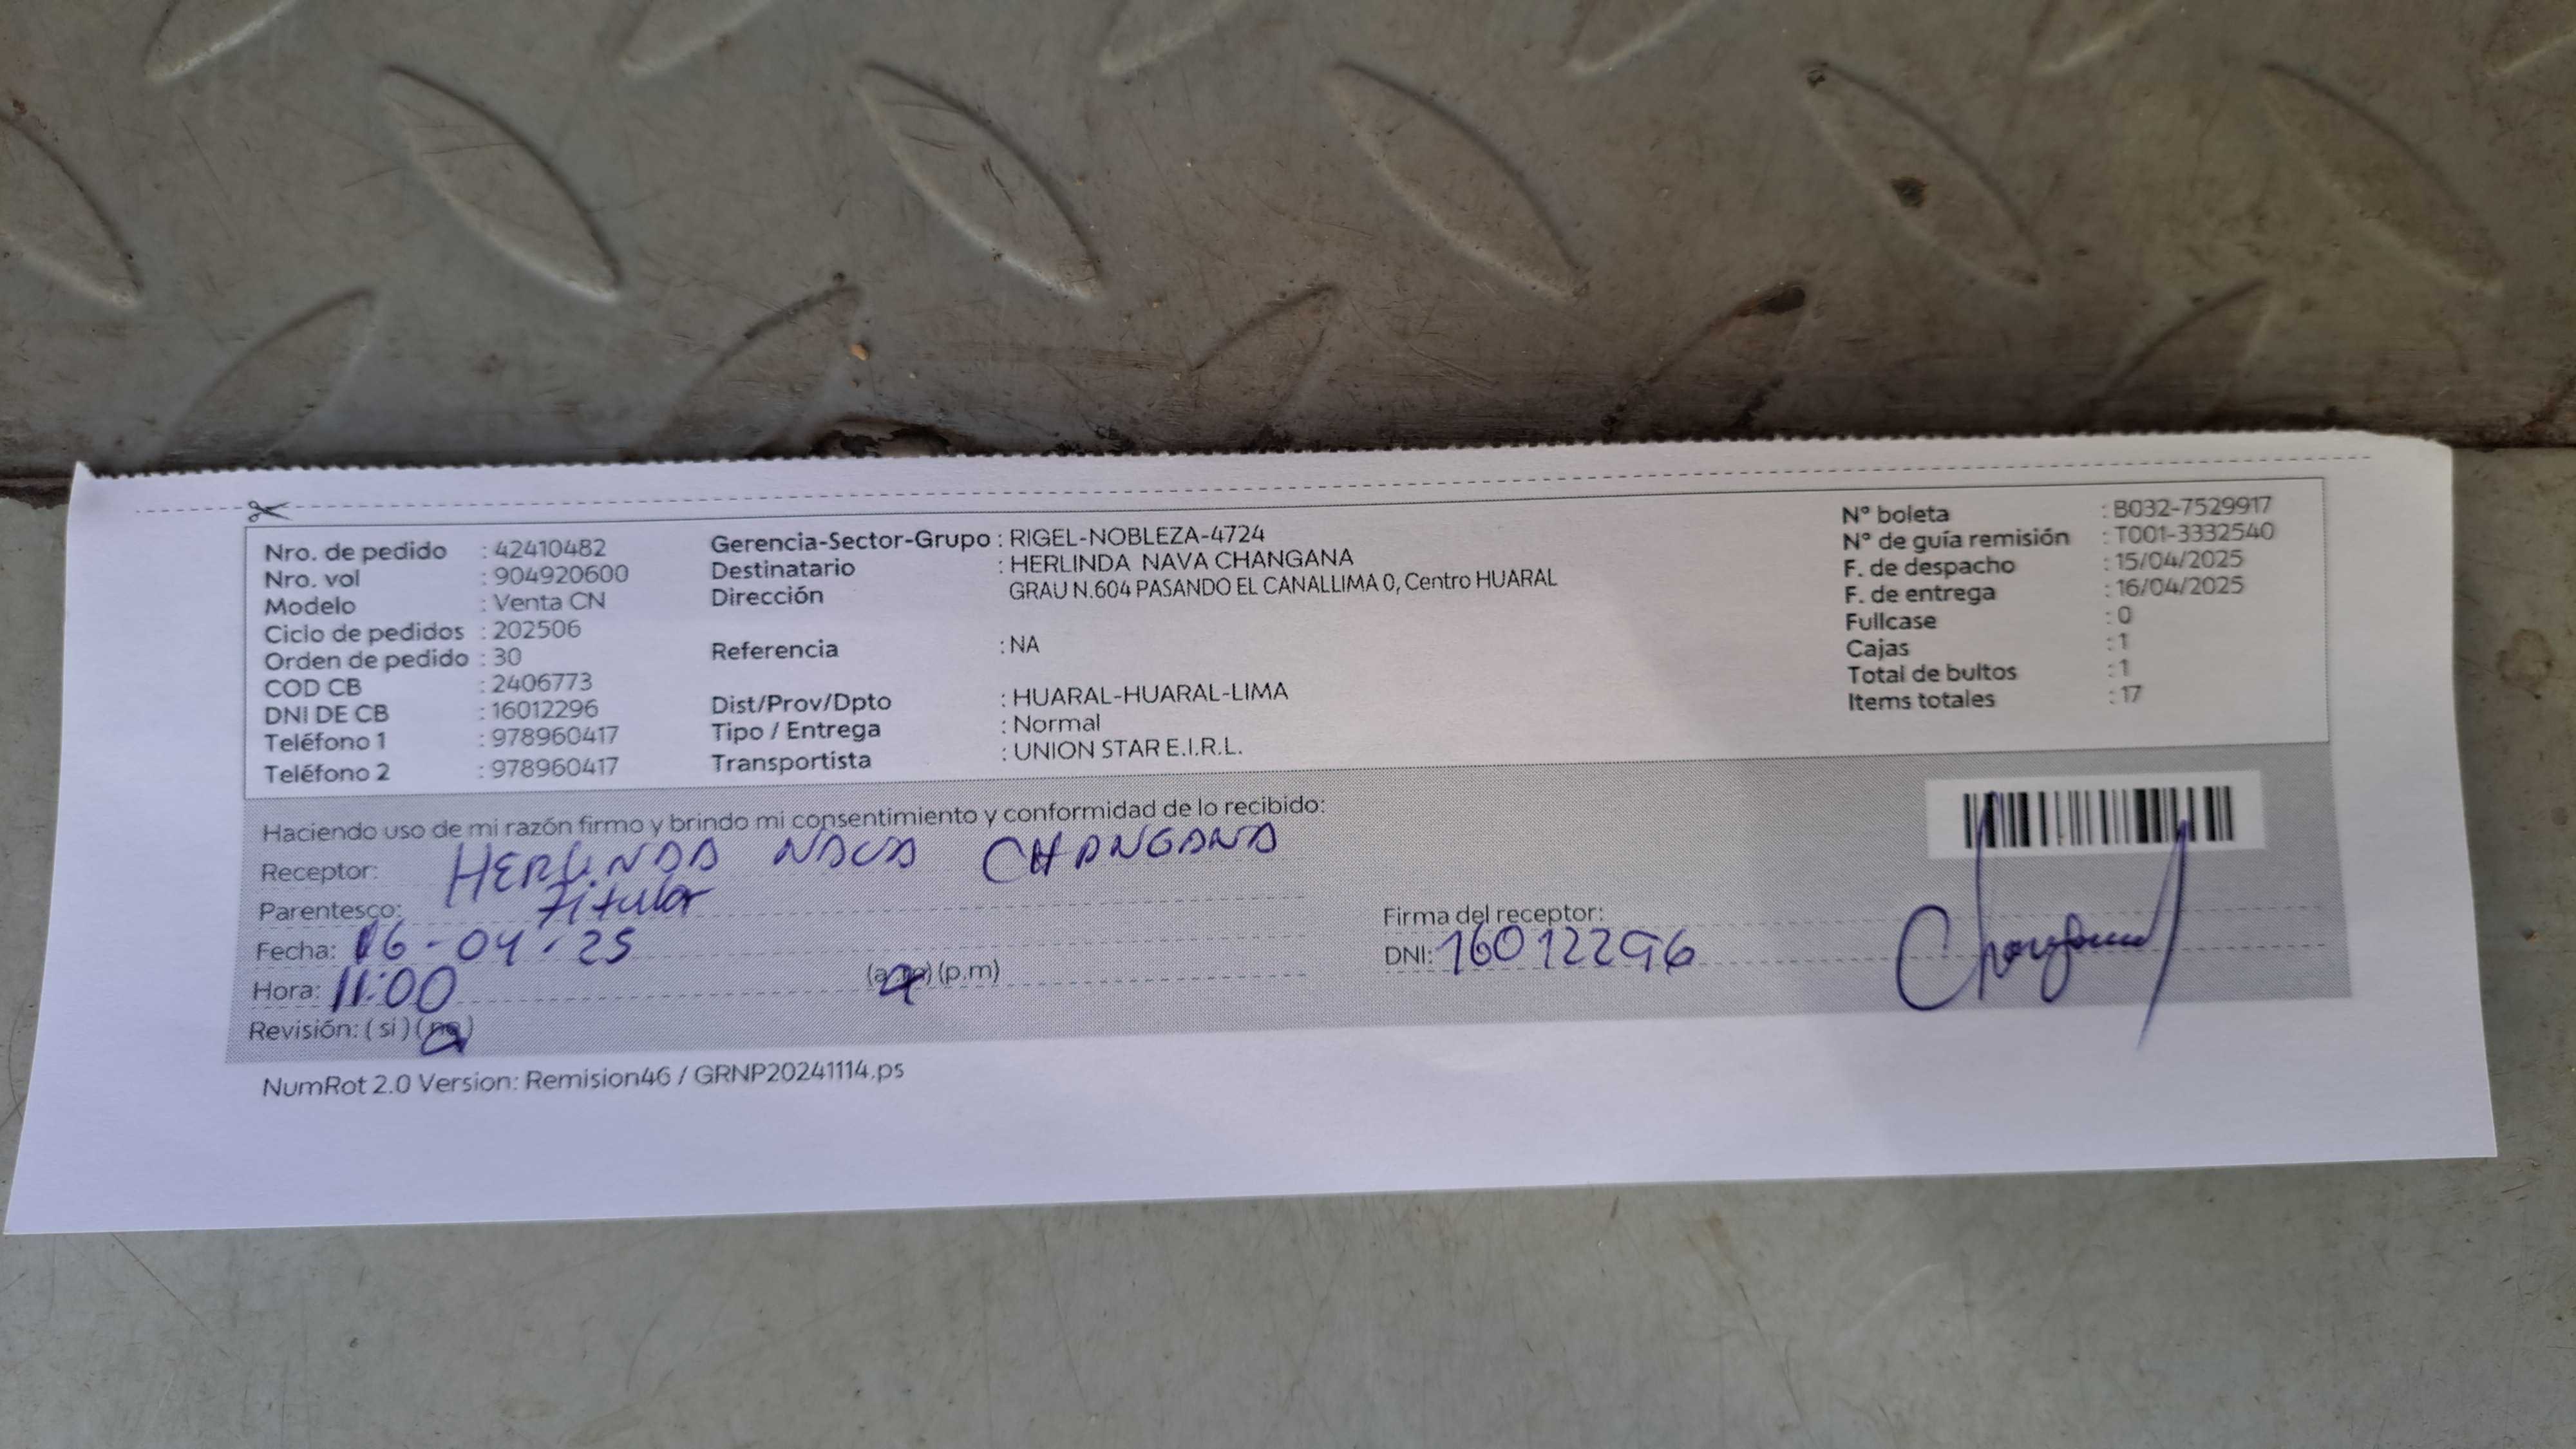 Nro. de pedido : 42410482
Nro. vol : 904920600
Modelo : Venta CN
Ciclo de pedidos : 202506
Orden de pedido : 30
COD CB : 2406773
DNI DE CB : 16012296
Teléfono 1 : 978960417
Teléfono 2 : 978960417
Gerencia-Sector-Grupo : RIGEL-NOBLEZA-4724
Destinatario : HERLINDA NAVA CHANGANA
Dirección GRAU N.604 PASANDO EL CANALLIMA 0, Centro HUARAL
Referencia : NA
Dist/Prov/Dpto : HUARAL-HUARAL-LIMA
Tipo / Entrega : Normal
Transportista : UNION STAR E.I.R.L.
N° boleta : B032-7529917
N° de guía remisión : T001-3332540
F. de despacho : 15/04/2025
F. de entrega : 16/04/2025
Fullcase : 0
Cajas : 1
Total de bultos : 1
Items totales : 17
Haciendo uso de mi razón firmo y brindo mi consentimiento y conformidad de lo recibido:
Receptor: HERLINDA NAVA CHANGANA
Parentesco: Titular
Fecha: 16-04-25
Hora: 11:00 (a.m) (p.m)
Revisión: ( si ) ( no )
Firma del receptor:
DNI: 16012296
NumRot 2.0 Version: Remision46 / GRNP20241114.ps